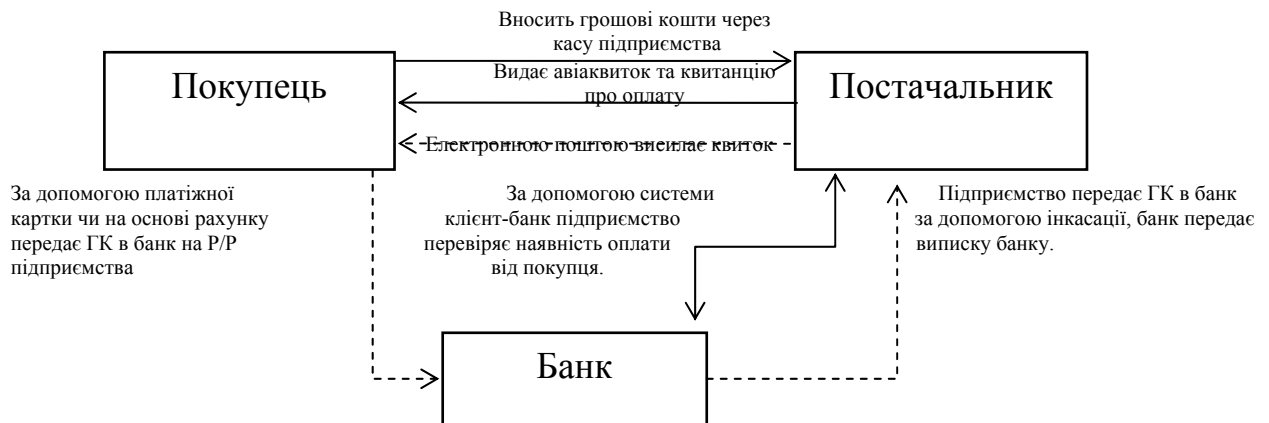 Вносить грошові кошти через
касу підприємства
Покупець
Видає авіаквиток та квитанцію
про оплату
Постачальник
Електронною поштою висилає квиток
За допомогою платіжної
картки чи на основі рахунку
передає ГК в банк на Р/Р
підприємства
За допомогою системи
клієнт-банк підприємство
перевіряє наявність оплати
від покупця.
Підприємство передає ГК в банк
за допомогою інкасації, банк передає
виписку банку.
Банк